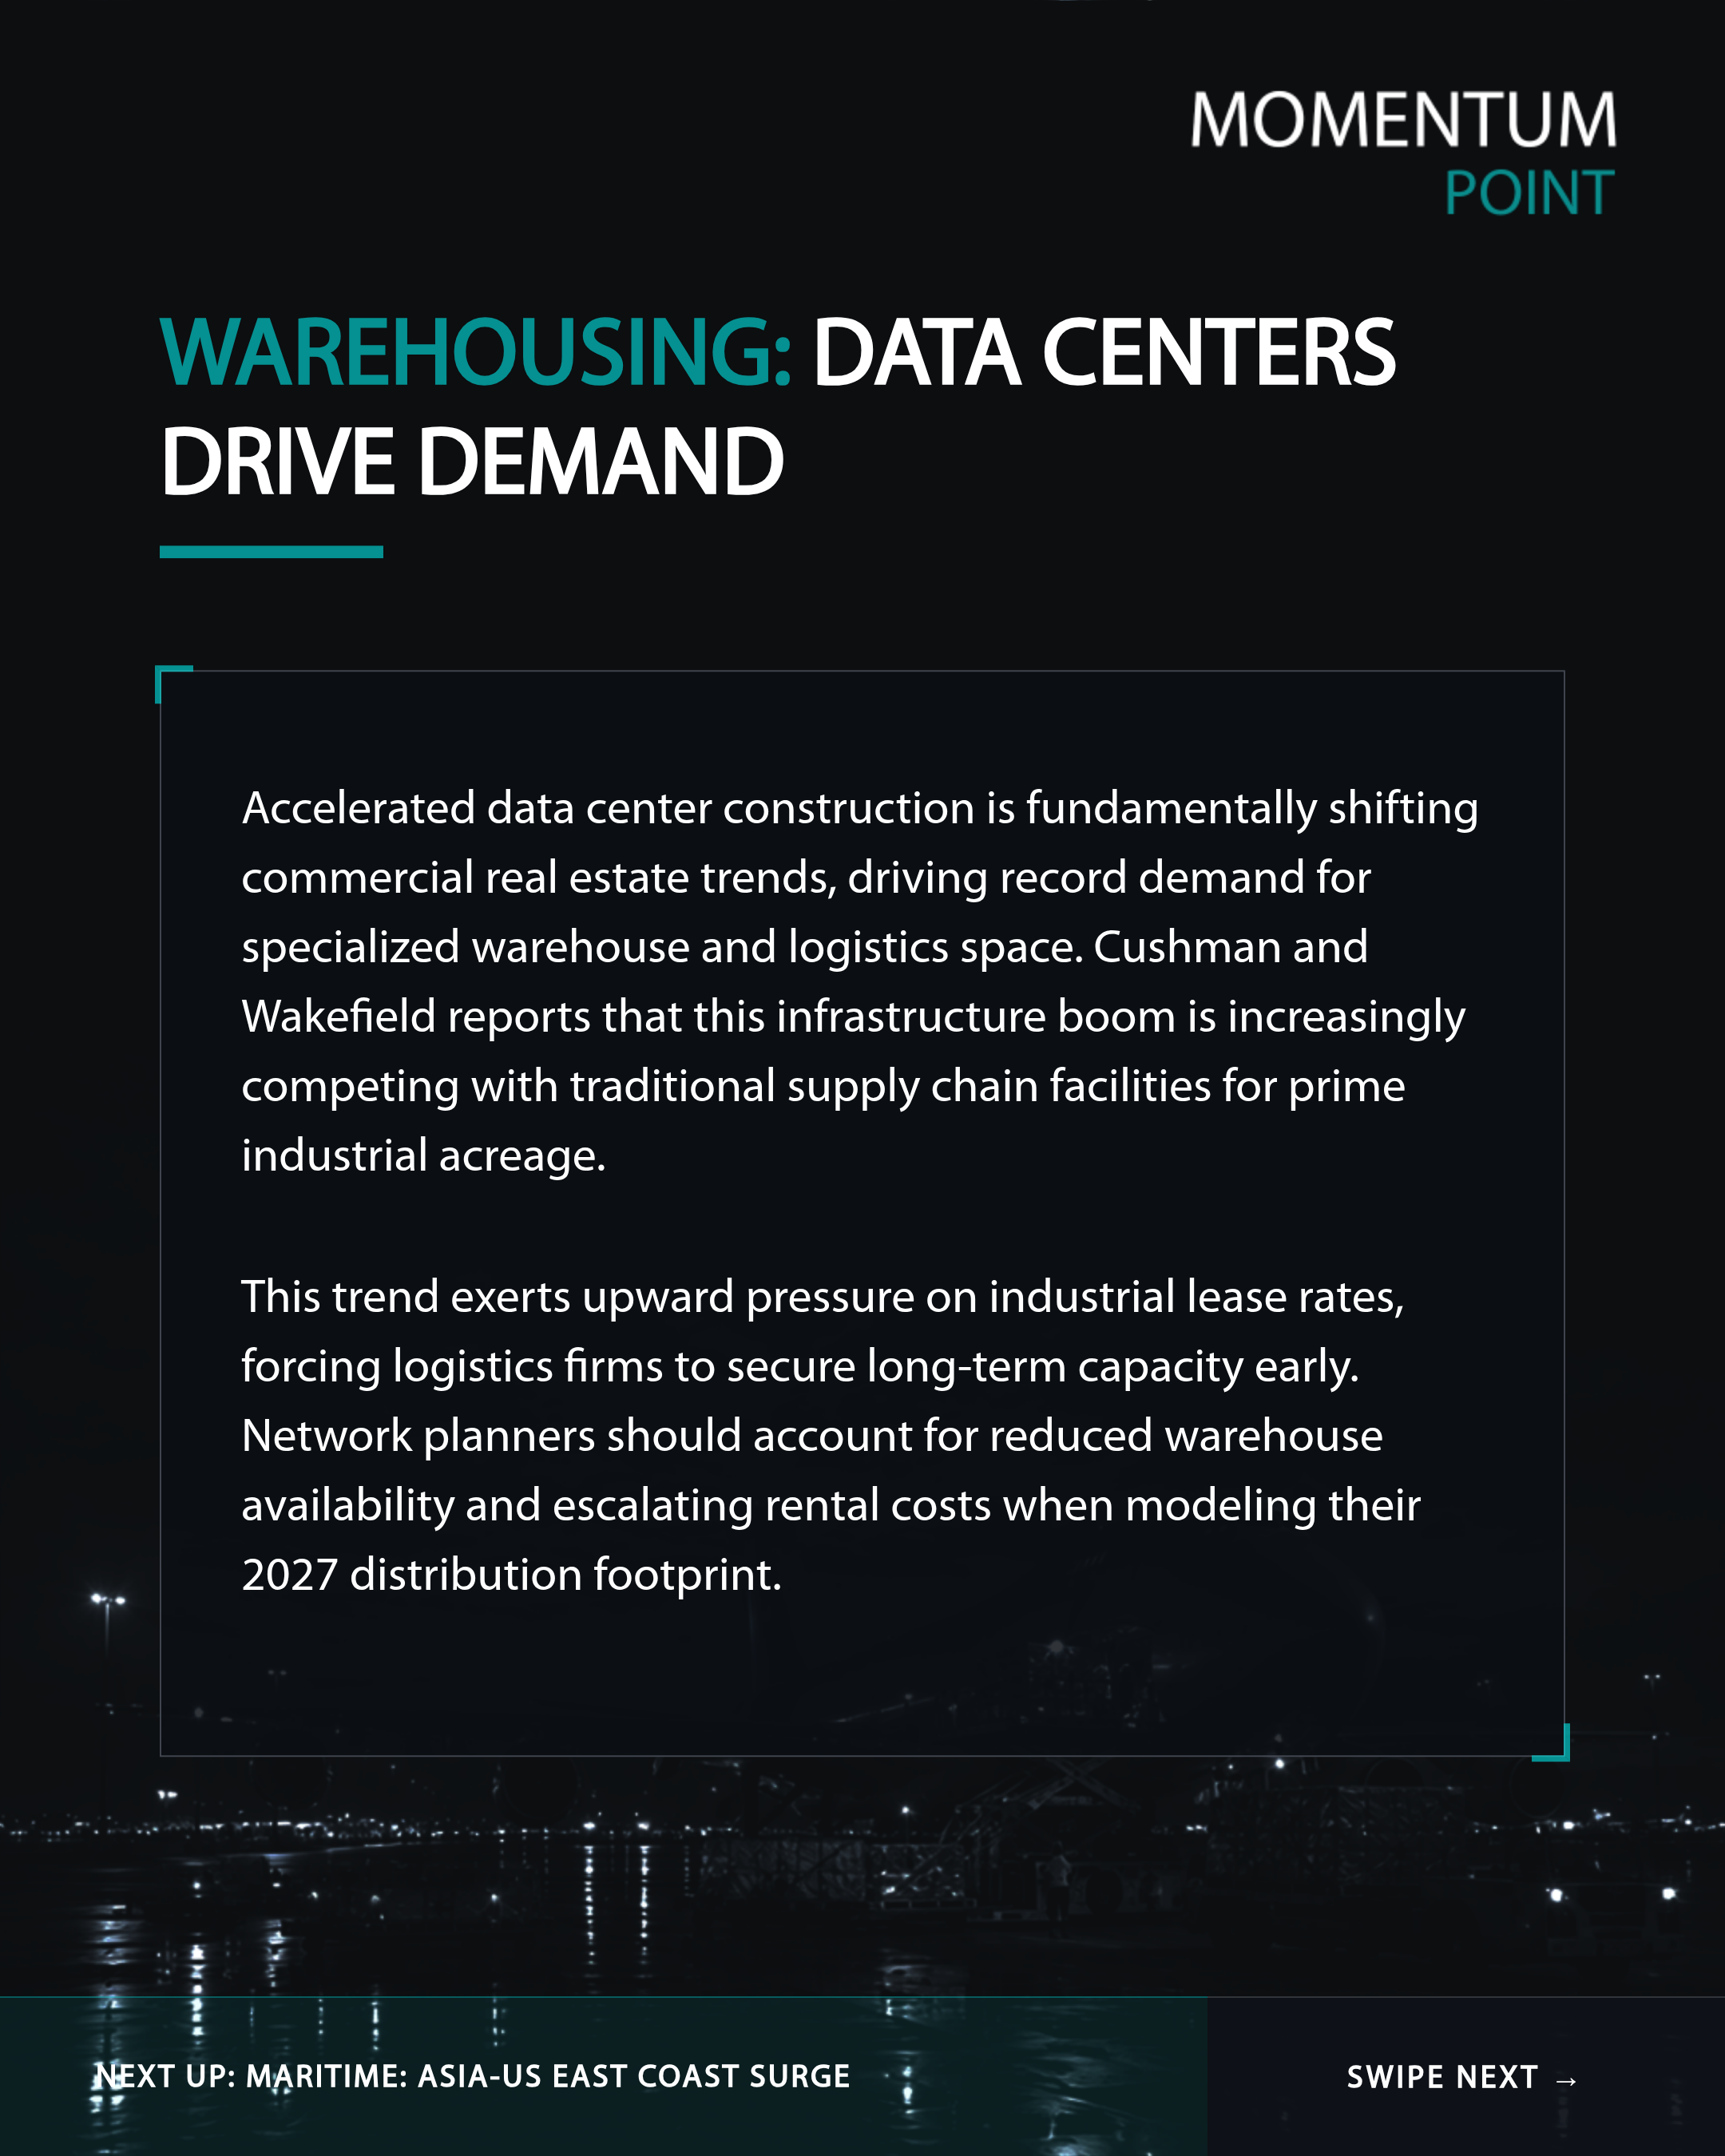 MOMENTUM
POINT
WAREHOUSING: DATA CENTERS
DRIVE DEMAND
Accelerated data center construction is fundamentally shifting
commercial real estate trends, driving record demand for
specialized warehouse and logistics space. Cushman and
Wakefield reports that this infrastructure boom is increasingly
competing with traditional supply chain facilities for prime
industrial acreage.
This trend exerts upward pressure on industrial lease rates,
forcing logistics firms to secure long-term capacity early.
Network planners should account for reduced warehouse
availability and escalating rental costs when modeling their
2027 distribution footprint.
NEXT UP: MARITIME: ASIA-US EAST COAST SURGE
SWIPE NEXT →